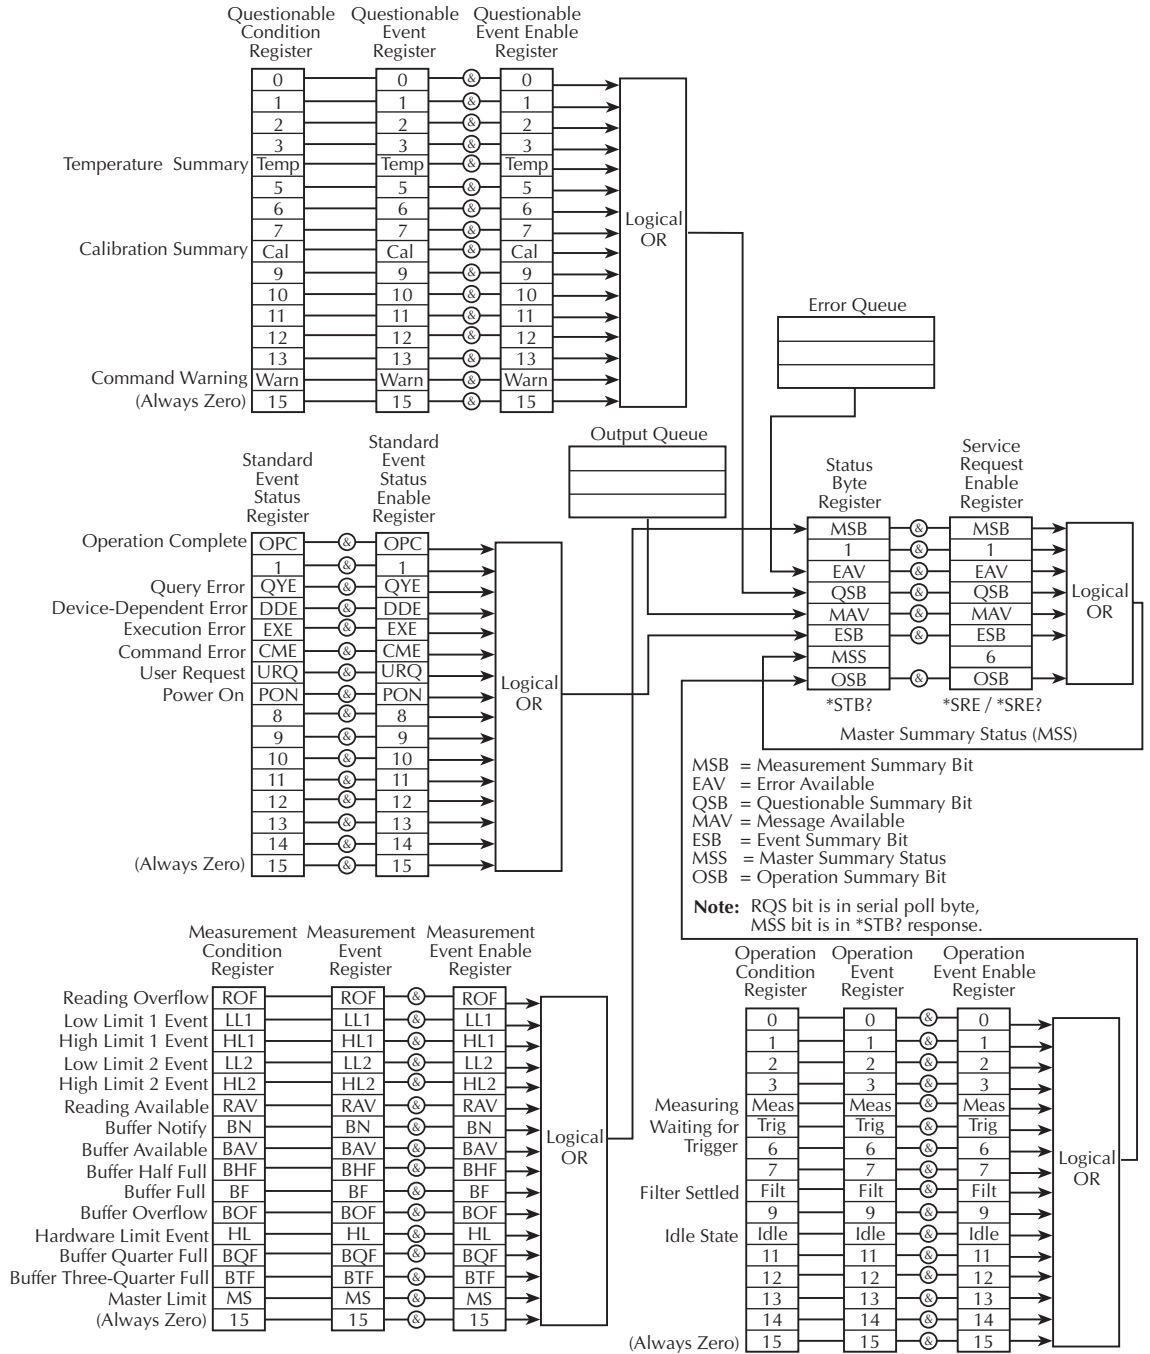 Questionable Condition Register
Questionable Event Register
Questionable Event Enable Register
0 0 & 0
1 1 & 1
2 2 & 2
3 3 & 3
Temperature Summary Temp Temp & Temp
5 5 & 5
6 6 & 6
7 7 & 7
Calibration Summary Cal Cal & Cal
9 9 & 9
10 10 & 10
11 11 & 11
12 12 & 12
13 13 & 13
Command Warning Warn Warn & Warn
(Always Zero) 15 15 & 15
Logical
OR
Error Queue
Output Queue
Standard
Event
Status
Register
Standard
Event
Status
Enable
Register
Operation Complete OPC & OPC
1 & 1
Query Error QYE & QYE
Device-Dependent Error DDE & DDE
Execution Error EXE & EXE
Command Error CME & CME
User Request URQ & URQ
Power On PON & PON
8 & 8
9 & 9
10 & 10
11 & 11
12 & 12
13 & 13
14 & 14
(Always Zero) 15 & 15
Logical
OR
Status
Byte
Register
Service
Request
Enable
Register
MSB & MSB
1 & 1
EAV & EAV
QSB & QSB
MAV & MAV
ESB & ESB
MSS 6
OSB & OSB
Logical
OR
*STB? *SRE / *SRE?
Master Summary Status (MSS)
MSB = Measurement Summary Bit
EAV = Error Available
QSB = Questionable Summary Bit
MAV = Message Available
ESB = Event Summary Bit
MSS = Master Summary Status
OSB = Operation Summary Bit
Note: RQS bit is in serial poll byte,
MSS bit is in *STB? response.
Measurement
Condition
Register
Measurement
Event
Register
Measurement
Event Enable
Register
Reading Overflow ROF ROF & ROF
Low Limit 1 Event LL1 LL1 & LL1
High Limit 1 Event HL1 HL1 & HL1
Low Limit 2 Event LL2 LL2 & LL2
High Limit 2 Event HL2 HL2 & HL2
Reading Available RAV RAV & RAV
Buffer Notify BN BN & BN
Buffer Available BAV BAV & BAV
Buffer Half Full BHF BHF & BHF
Buffer Full BF BF & BF
Buffer Overflow BOF BOF & BOF
Hardware Limit Event HL HL & HL
Buffer Quarter Full BQF BQF & BQF
Buffer Three-Quarter Full BTF BTF & BTF
Master Limit MS MS & MS
(Always Zero) 15 15 & 15
Logical
OR
Operation
Condition
Register
Operation
Event
Register
Operation
Event Enable
Register
0 0 & 0
1 1 & 1
2 2 & 2
3 3 & 3
Measuring Meas Meas & Meas
Waiting for Trig Trig & Trig
Trigger 6 6 & 6
7 7 & 7
Filter Settled Filt Filt & Filt
9 9 & 9
Idle State Idle Idle & Idle
11 11 & 11
12 12 & 12
13 13 & 13
14 14 & 14
(Always Zero) 15 15 & 15
Logical
OR